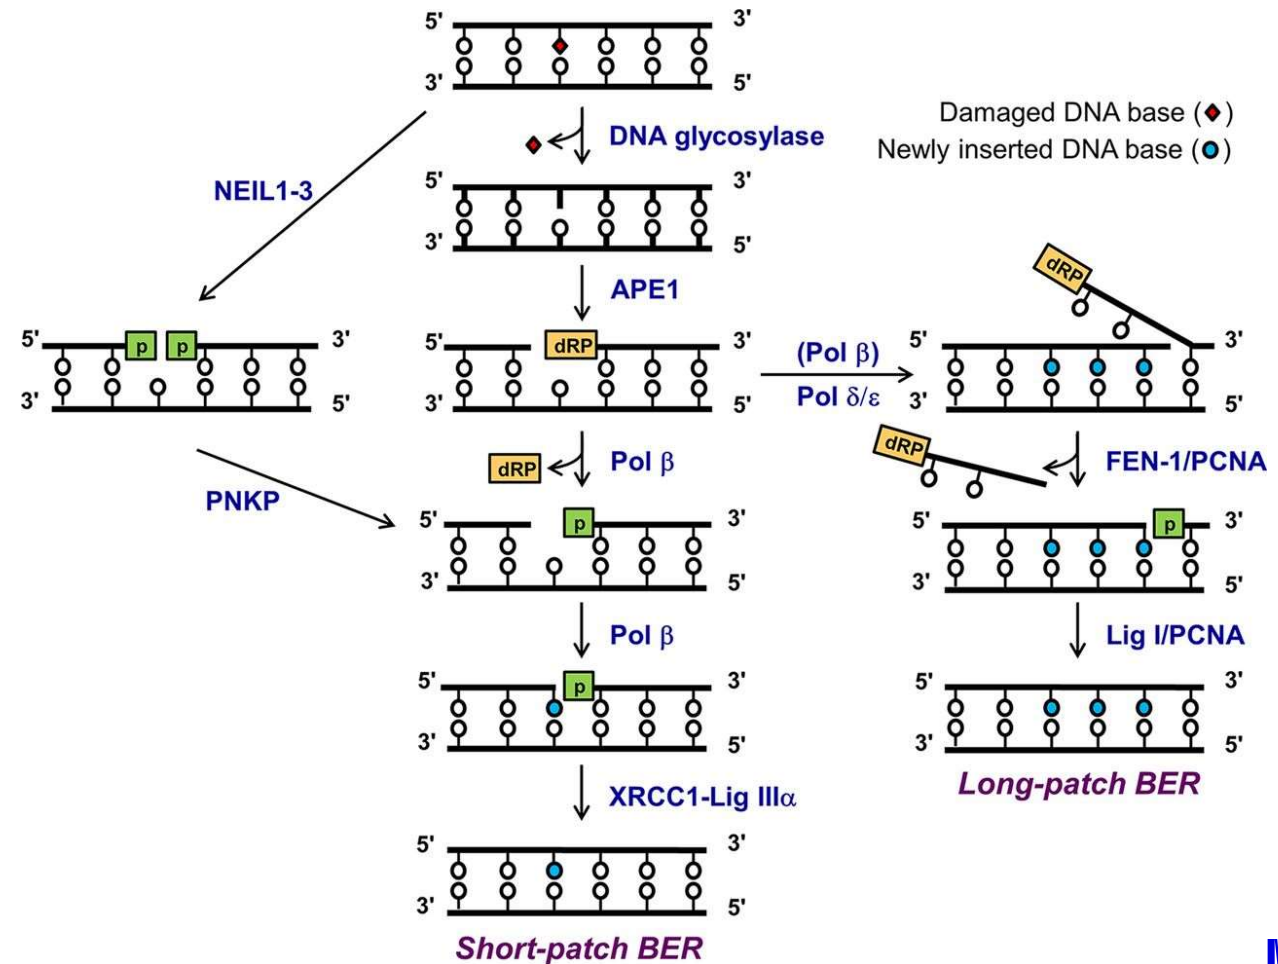 5' 3'
3' 5'
Damaged DNA base (♦)
Newly inserted DNA base (●)
DNA glycosylase
NEIL1-3
5' 3'
3' 5'
APE1
dRP
5' p p 3'
3' 5'
5' dRP 3'
3' 5'
(Pol β)
Pol δ/ε
5' 3'
3' 5'
PNKP
dRP
Pol β
dRP
FEN-1/PCNA
5' p 3'
3' 5'
5' p 3'
3' 5'
Pol β
Lig I/PCNA
5' p 3'
3' 5'
5' 3'
3' 5'
Long-patch BER
XRCC1-Lig IIIα
5' 3'
3' 5'
Short-patch BER